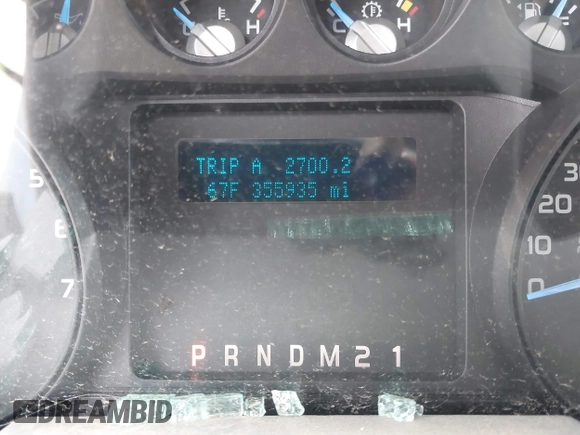 C H
C H
F
TRIP A 2700.2
67F 355935 mi
5
6
7
30
20
10
0
P R N D M 2 1
DREAMBID